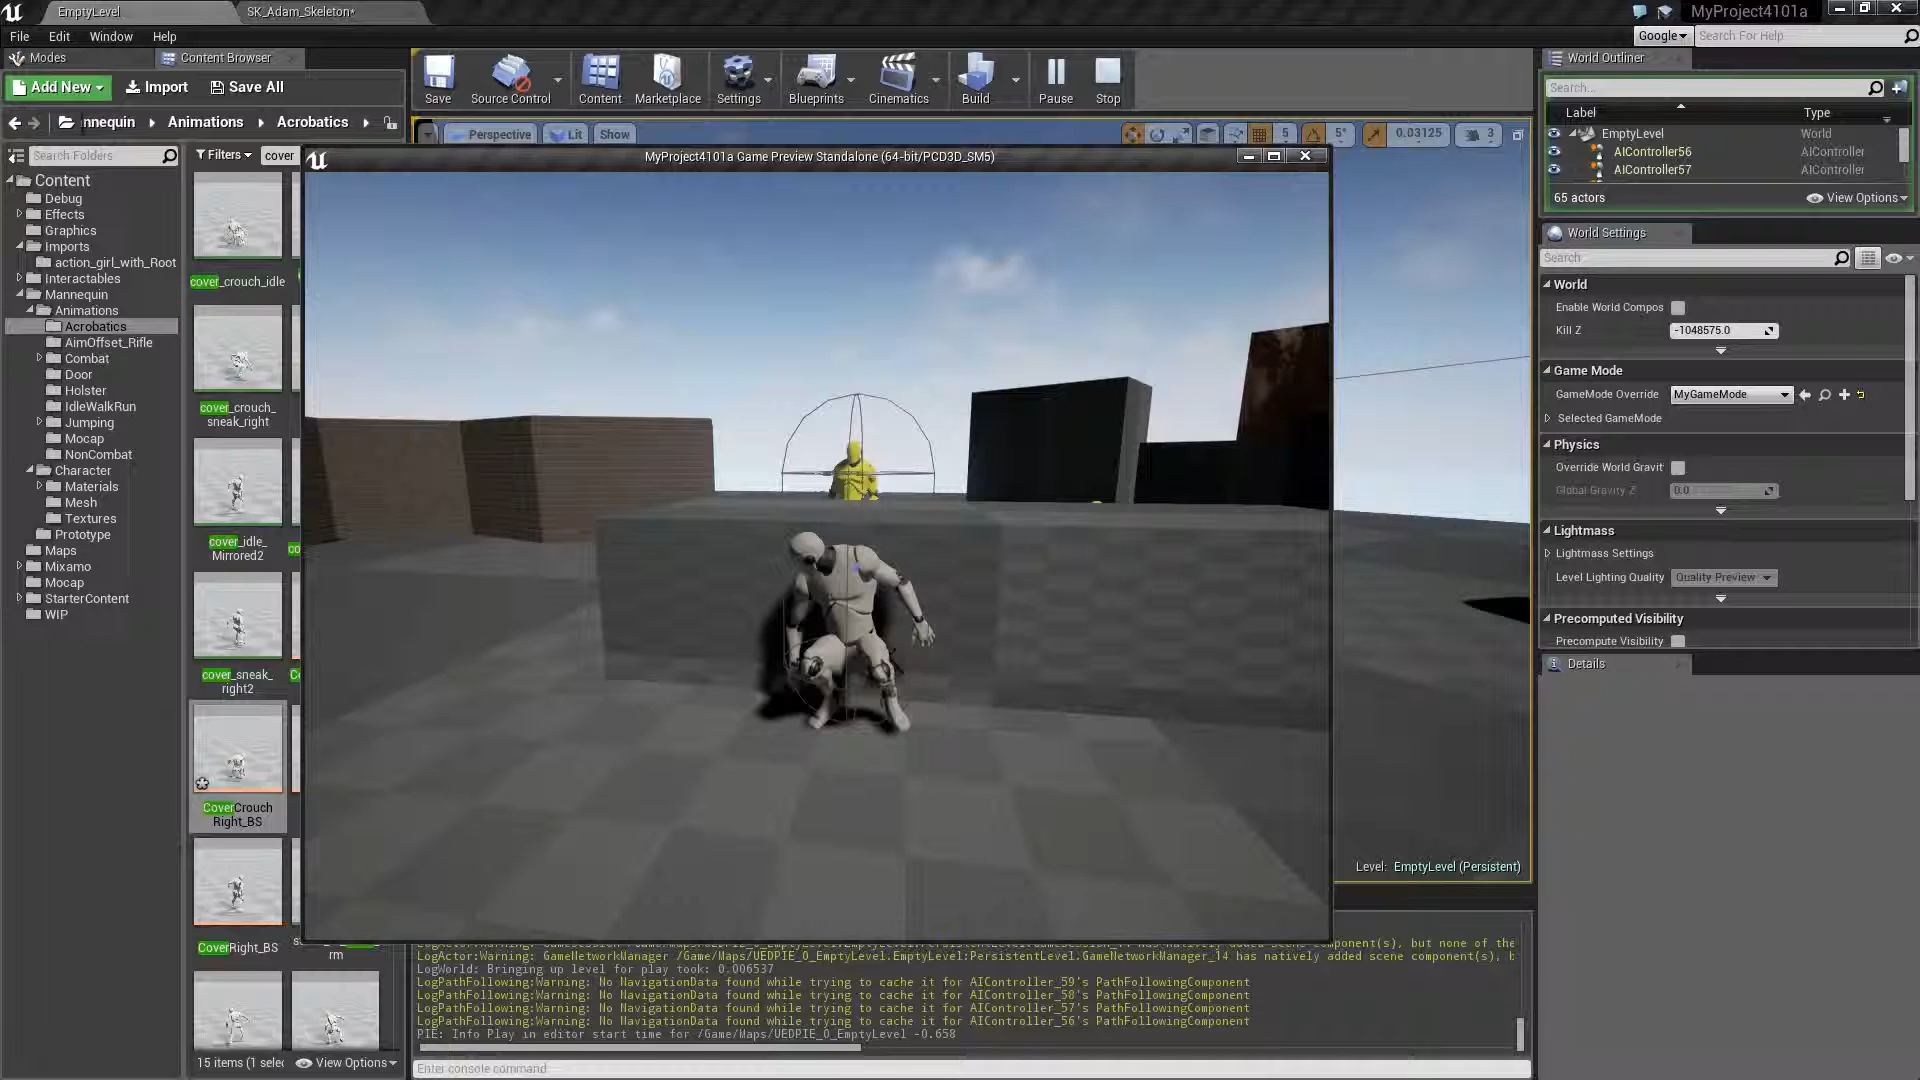 EmptyLevel
SK_Adam_Skeleton*
MyProject4101a
File Edit Window Help
Google
Search For Help
Modes
Content Browser
World Outliner
Add New
Import
Save All
Save
Source Control
Content
Marketplace
Settings
Blueprints
Cinematics
Build
Pause
Stop
Search...
Label
Type
nnequin
Animations
Acrobatics
Perspective
Lit
Show
5
5°
0.03125
3
EmptyLevel World
AIController56 AIController
AIController57 AIController
65 actors
View Options
Search Folders
Filters
cover
MyProject4101a Game Preview Standalone (64-bit/PCD3D_SM5)
Content
Debug
Effects
Graphics
Imports
action_girl_with_Root
Interactables
Mannequin
Animations
Acrobatics
AimOffset_Rifle
Combat
Door
Holster
IdleWalkRun
Jumping
Mocap
NonCombat
Character
Materials
Mesh
Textures
Prototype
Maps
Mixamo
Mocap
StarterContent
WIP
cover_crouch_idle
cover_crouch_
sneak_right
cover_idle_
Mirrored2
co
cover_sneak_
right2
CoverCrouch
Right_BS
CoverRight_BS
rm
15 items (1 selec
View Options
World Settings
Search
World
Enable World Compos
Kill Z
-1048575.0
Game Mode
GameMode Override
MyGameMode
Selected GameMode
Physics
Override World Gravit
Global Gravity Z
0.0
Lightmass
Lightmass Settings
Level Lighting Quality
Quality Preview
Precomputed Visibility
Precompute Visibility
Details
Level: EmptyLevel (Persistent)
LogActor:Warning: GameNetworkManager /Game/Maps/UEDPIE_0_EmptyLevel.EmptyLevel:PersistentLevel.GameNetworkManager_14 has natively added scene component(s), b
LogWorld: Bringing up level for play took: 0.006537
LogPathFollowing:Warning: No NavigationData found while trying to cache it for AIController_59's PathFollowingComponent
LogPathFollowing:Warning: No NavigationData found while trying to cache it for AIController_58's PathFollowingComponent
LogPathFollowing:Warning: No NavigationData found while trying to cache it for AIController_57's PathFollowingComponent
LogPathFollowing:Warning: No NavigationData found while trying to cache it for AIController_56's PathFollowingComponent
PIE: Info Play in editor start time for /Game/Maps/UEDPIE_0_EmptyLevel -0.658
Enter console command